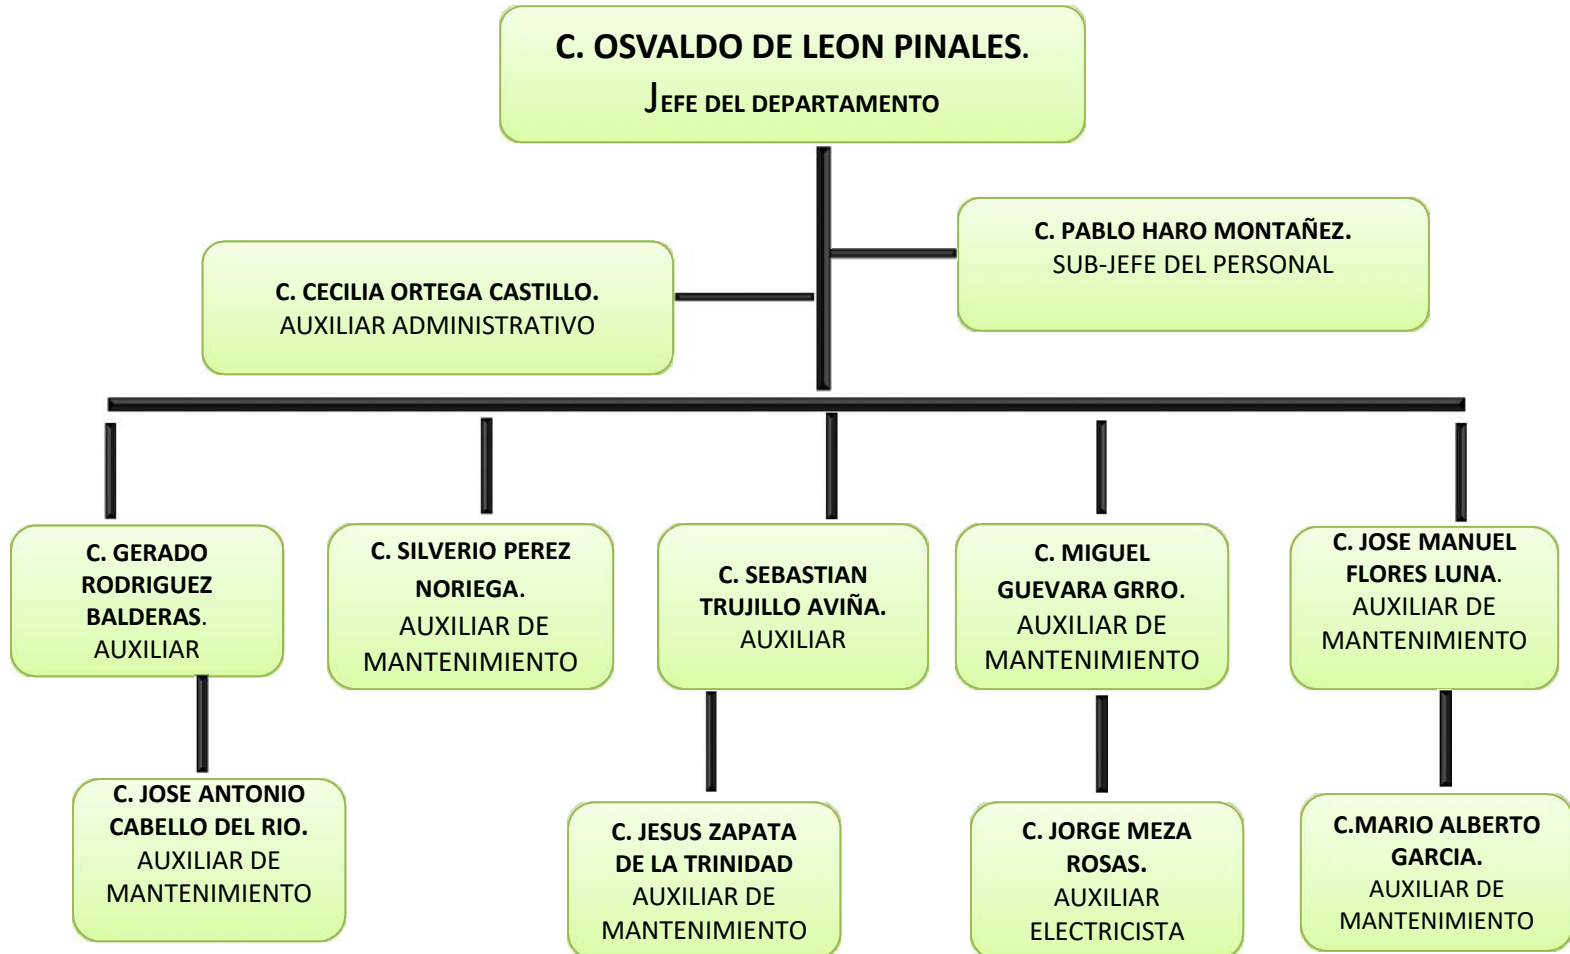 C. OSVALDO DE LEON PINALES.
JEFE DEL DEPARTAMENTO
C. PABLO HARO MONTAÑEZ.
SUB-JEFE DEL PERSONAL
C. CECILIA ORTEGA CASTILLO.
AUXILIAR ADMINISTRATIVO
C. GERADO
RODRIGUEZ
BALDERAS.
AUXILIAR
C. SILVERIO PEREZ
NORIEGA.
AUXILIAR DE
MANTENIMIENTO
C. SEBASTIAN
TRUJILLO AVIÑA.
AUXILIAR
C. MIGUEL
GUEVARA GRRO.
AUXILIAR DE
MANTENIMIENTO
C. JOSE MANUEL
FLORES LUNA.
AUXILIAR DE
MANTENIMIENTO
C. JOSE ANTONIO
CABELLO DEL RIO.
AUXILIAR DE
MANTENIMIENTO
C. JESUS ZAPATA
DE LA TRINIDAD
AUXILIAR DE
MANTENIMIENTO
C. JORGE MEZA
ROSAS.
AUXILIAR
ELECTRICISTA
C.MARIO ALBERTO
GARCIA.
AUXILIAR DE
MANTENIMIENTO